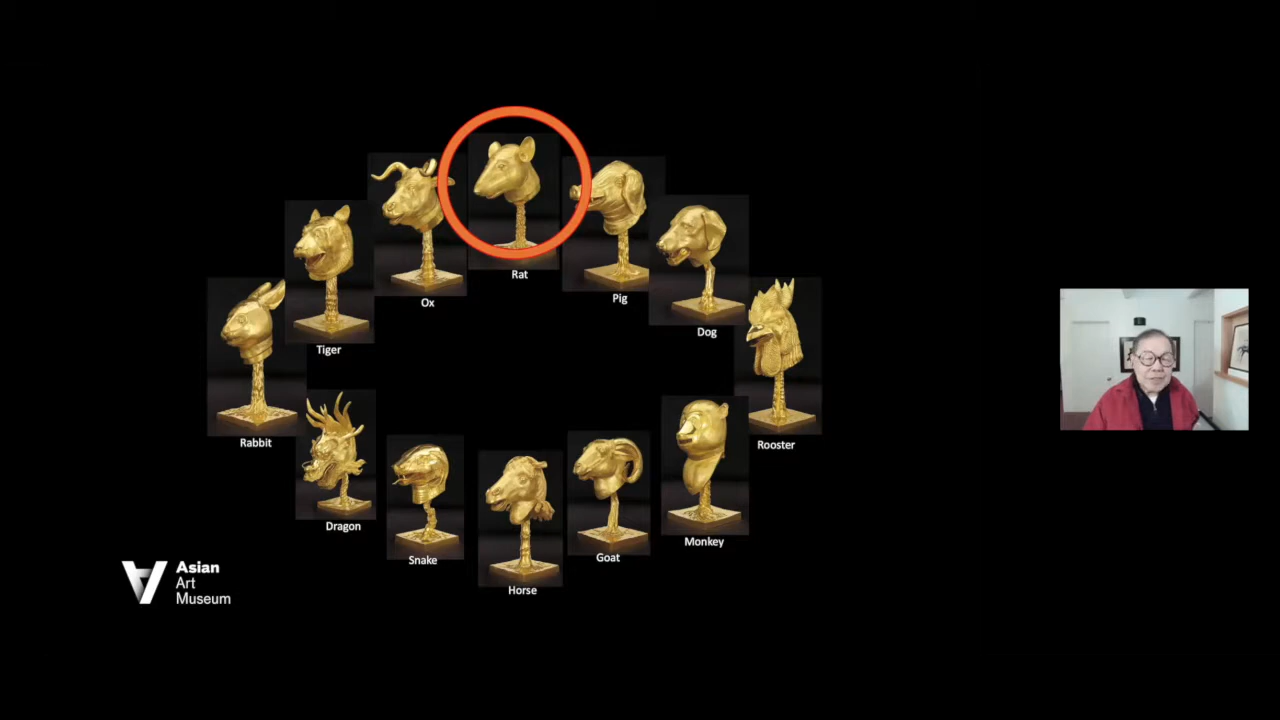 Rat
Pig
Ox
Dog
Tiger
Rabbit
Rooster
Dragon
Monkey
Snake
Goat
Horse
Asian
Art
Museum